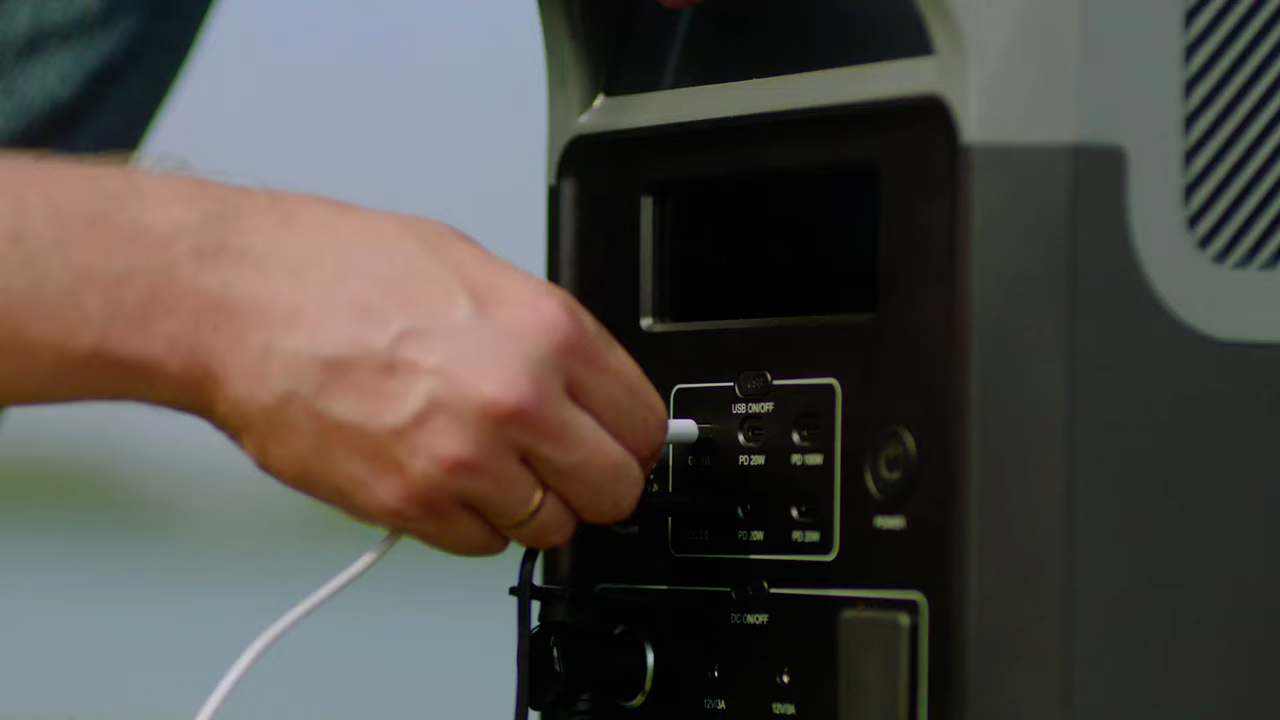 USB
USB ON/OFF
PD 20W
PD 100W
POWER
PD 20W
PD 20W
DC ON/OFF
12V/3A
12V/3A